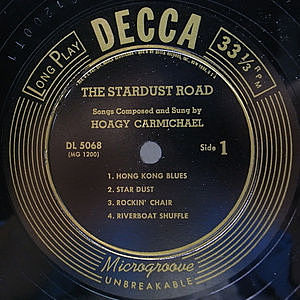 DECCA
LONG PLAY
33 1/3 RPM
THE STARDUST ROAD
Songs Composed and Sung by
HOAGY CARMICHAEL
DL 5068
(MG 1200)
Side 1
1. HONG KONG BLUES
2. STAR DUST
3. ROCKIN' CHAIR
4. RIVERBOAT SHUFFLE
Microgroove
UNBREAKABLE